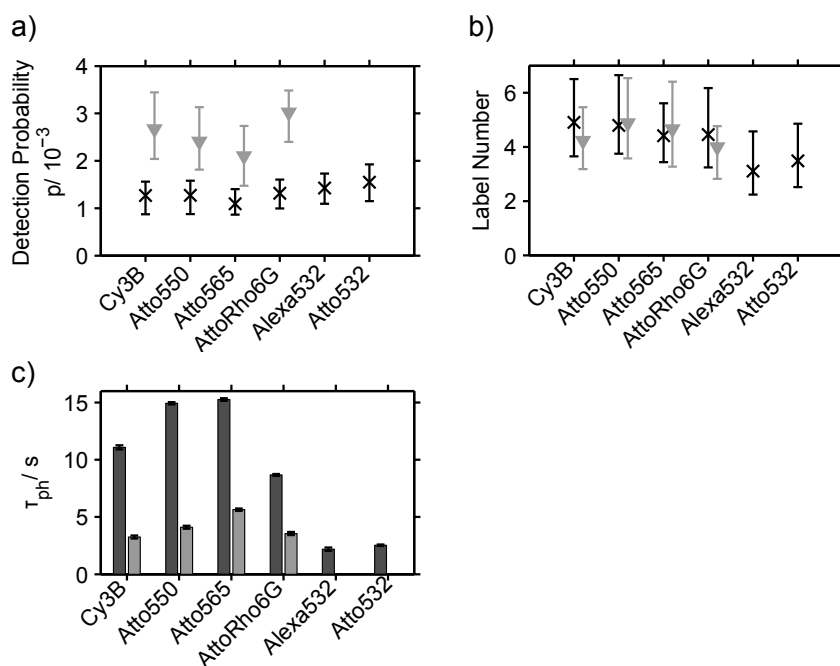 a)
Detection Probability
p/ 10⁻³
4
3
2
1
0
Cy3B
Atto550
Atto565
AttoRho6G
Alexa532
Atto532
b)
Label Number
6
4
2
0
Cy3B
Atto550
Atto565
AttoRho6G
Alexa532
Atto532
c)
τph/ s
15
10
5
0
Cy3B
Atto550
Atto565
AttoRho6G
Alexa532
Atto532